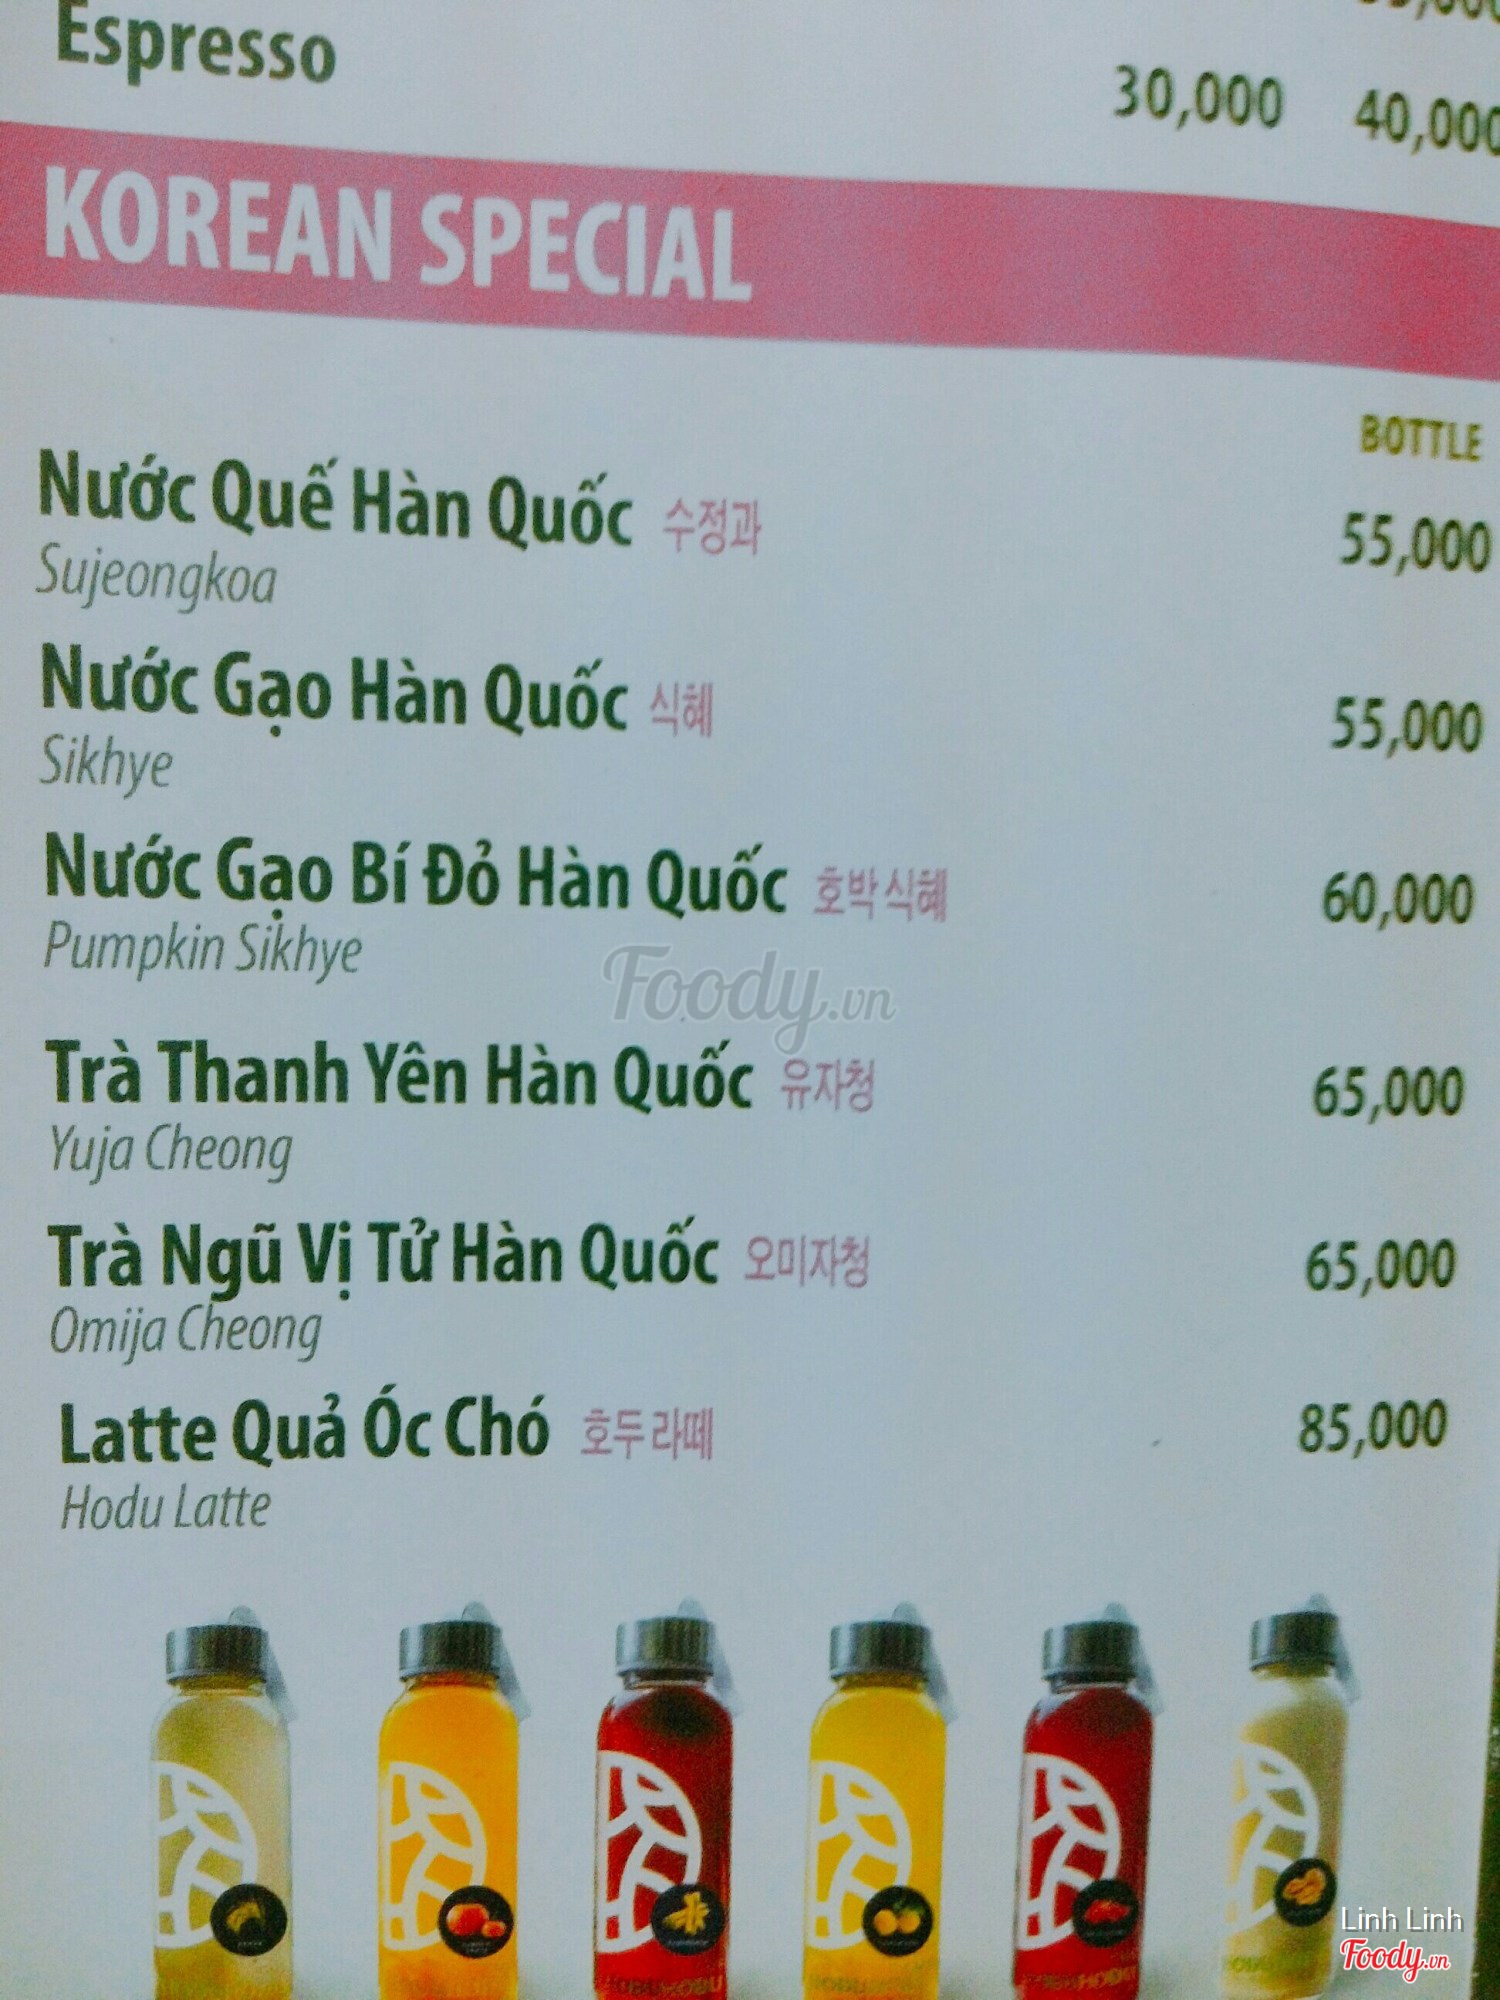 Espresso 30,000 40,000
KOREAN SPECIAL
BOTTLE
Nước Quế Hàn Quốc 수정과 55,000
Sujeongkoa
Nước Gạo Hàn Quốc 식혜 55,000
Sikhye
Nước Gạo Bí Đỏ Hàn Quốc 호박 식혜 60,000
Pumpkin Sikhye
Foody.vn
Trà Thanh Yên Hàn Quốc 유자청 65,000
Yuja Cheong
Trà Ngũ Vị Tử Hàn Quốc 오미자청 65,000
Omija Cheong
Latte Quả Óc Chó 호두 라떼 85,000
Hodu Latte
Linh Linh
Foody.vn